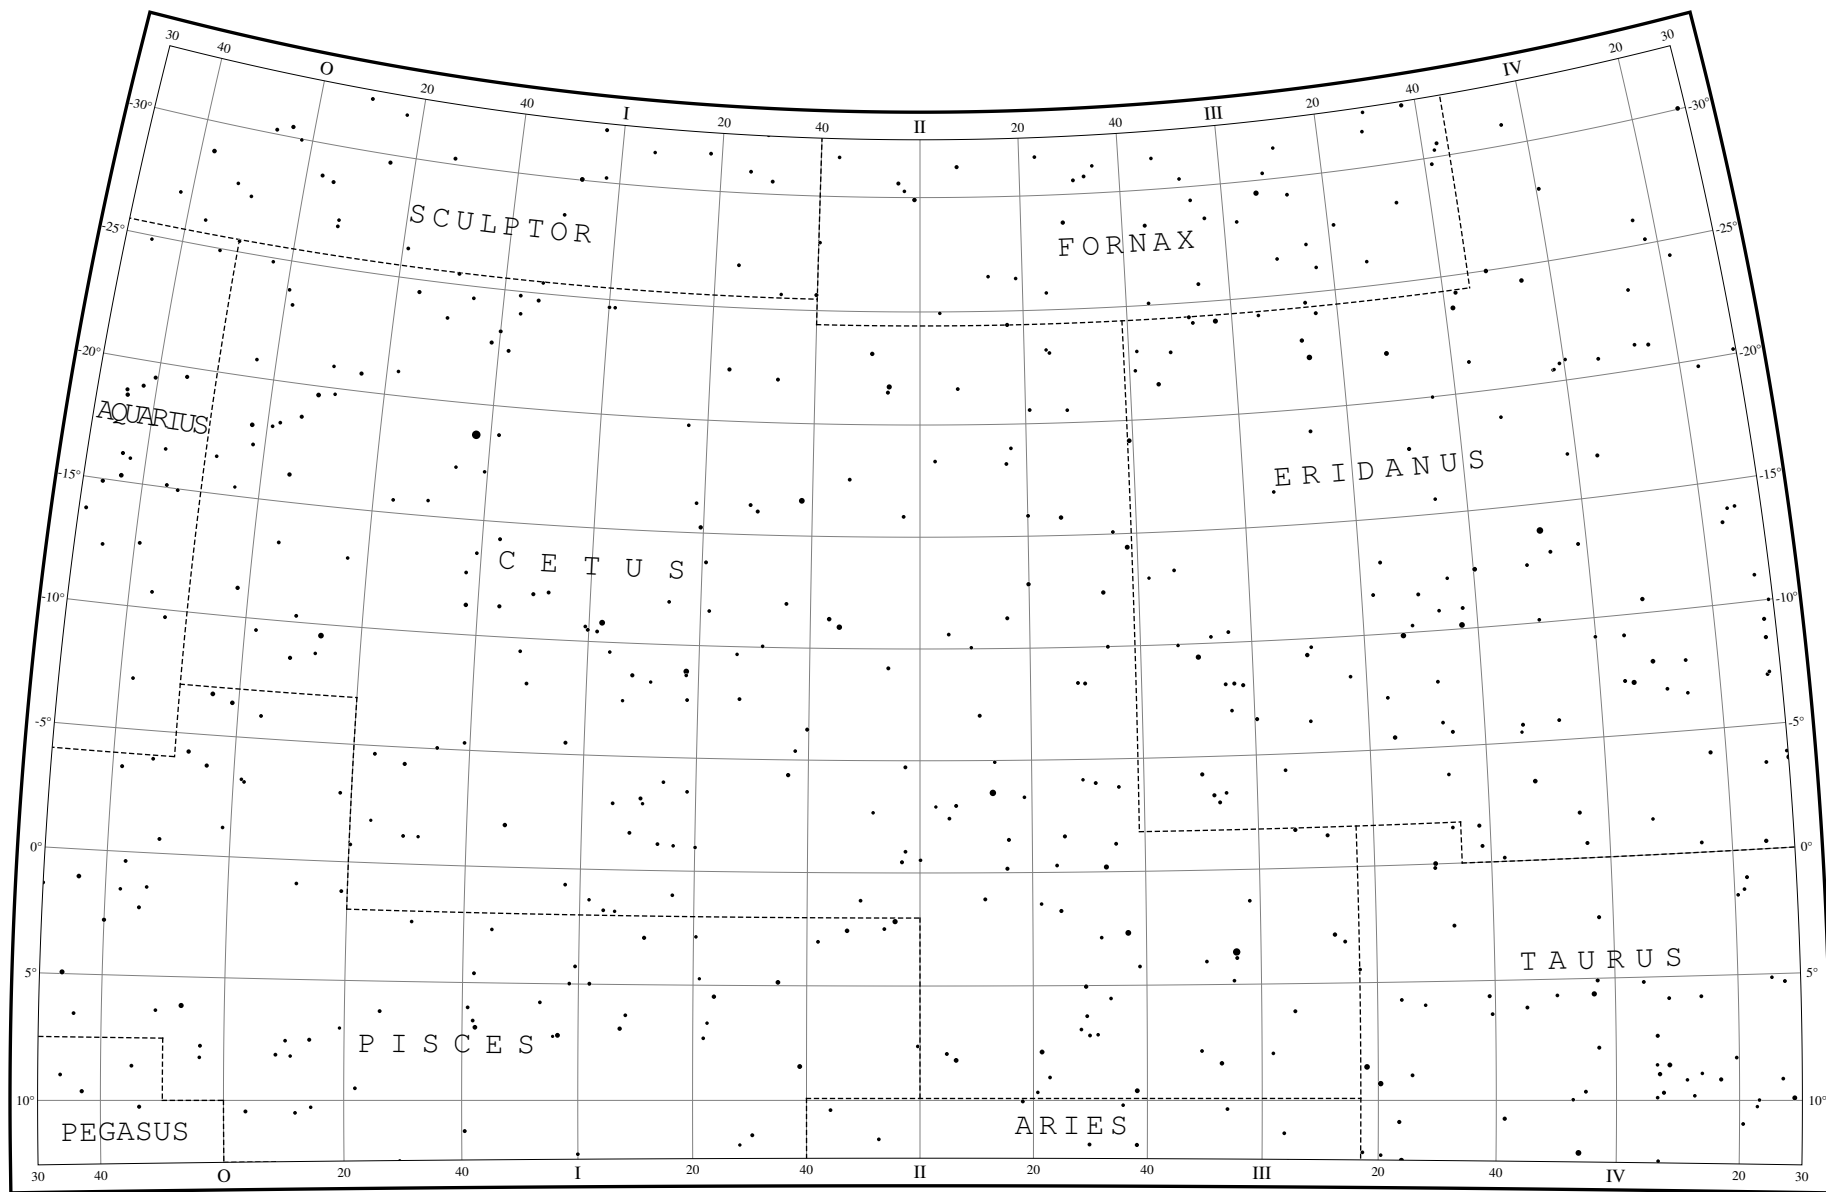 30 40 O 20 40 I 20 40 II 20 40 III 20 40 IV 20 30
-30° -30°
SCULPTOR
FORNAX
-25° -25°
-20° -20°
AQUARIUS
ERIDANUS
-15° -15°
CETUS
-10° -10°
-5° -5°
0° 0°
TAURUS
5° 5°
PISCES
10° 10°
PEGASUS
ARIES
30 40 O 20 40 I 20 40 II 20 40 III 20 40 IV 20 30